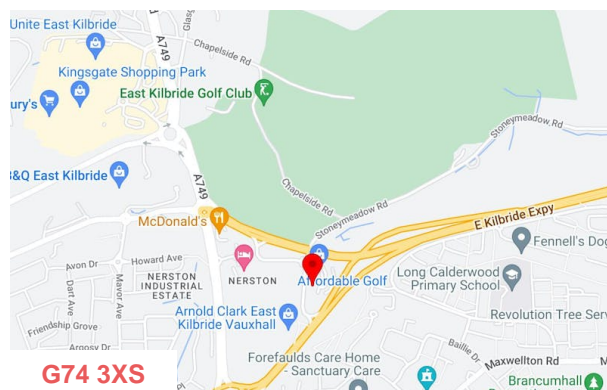 Unite East Kilbride
A749
Glasg
Chapelside Rd
Kingsgate Shopping Park
ury's
East Kilbride Golf Club
Stoneymeadow Rd
B&Q East Kilbride
A749
Chapelside Rd
McDonald's
Stoneymeadow Rd
E Kilbride Expy
Fennell's Dog
Howard Ave
Avon Dr
NERSTON
INDUSTRIAL
ESTATE
NERSTON
Affordable Golf
Long Calderwood
Primary School
Dart Ave
Mavor Ave
Arnold Clark East
Kilbride Vauxhall
Revolution Tree Serv
Friendship Grove
Baillie Dr
Forefaulds Care Home
- Sanctuary Care
Maxwellton Rd
M
Brancumhall
G74 3XS